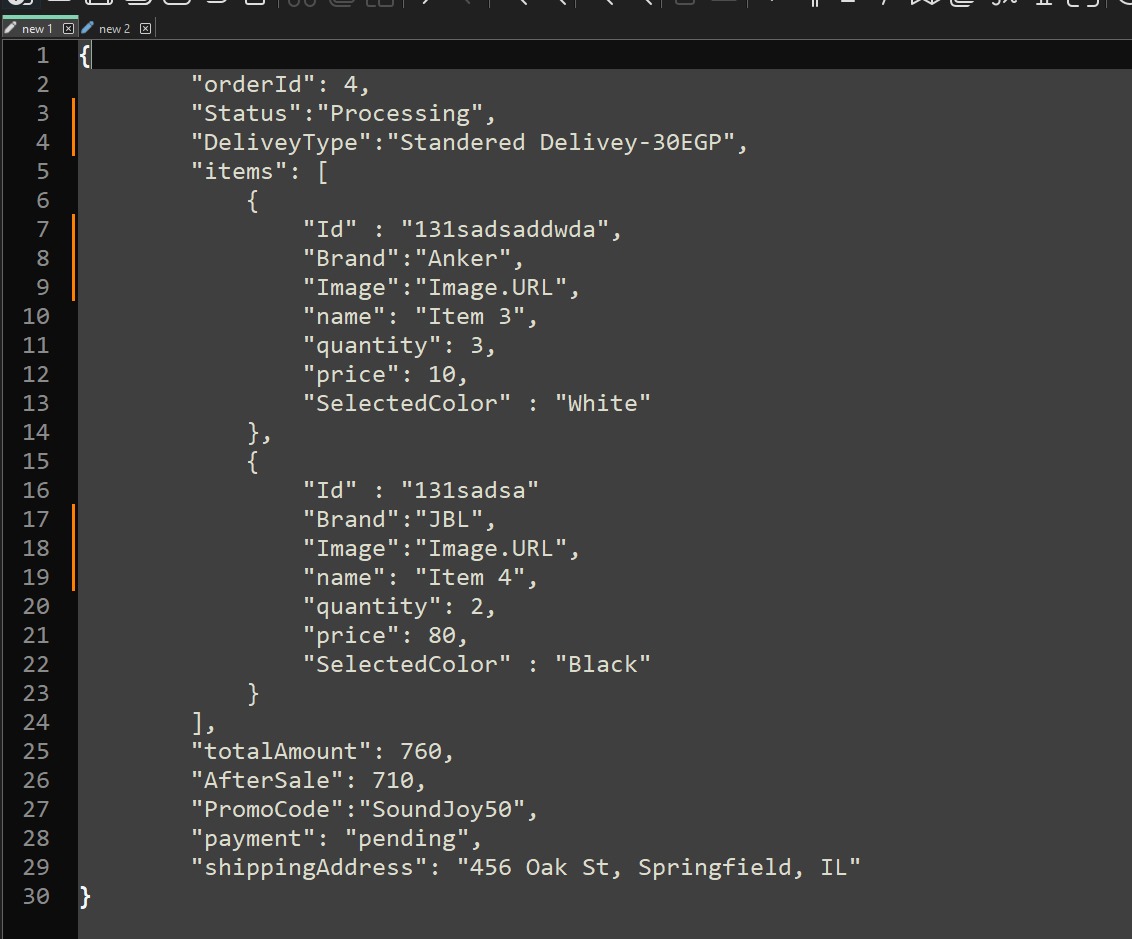 new 1 new 2
1 {
2 "orderId": 4,
3 "Status":"Processing",
4 "DeliveyType":"Standered Delivey-30EGP",
5 "items": [
6 {
7 "Id" : "131sadsaddwda",
8 "Brand":"Anker",
9 "Image":"Image.URL",
10 "name": "Item 3",
11 "quantity": 3,
12 "price": 10,
13 "SelectedColor" : "White"
14 },
15 {
16 "Id" : "131sadsa"
17 "Brand":"JBL",
18 "Image":"Image.URL",
19 "name": "Item 4",
20 "quantity": 2,
21 "price": 80,
22 "SelectedColor" : "Black"
23 }
24 ],
25 "totalAmount": 760,
26 "AfterSale": 710,
27 "PromoCode":"SoundJoy50",
28 "payment": "pending",
29 "shippingAddress": "456 Oak St, Springfield, IL"
30 }